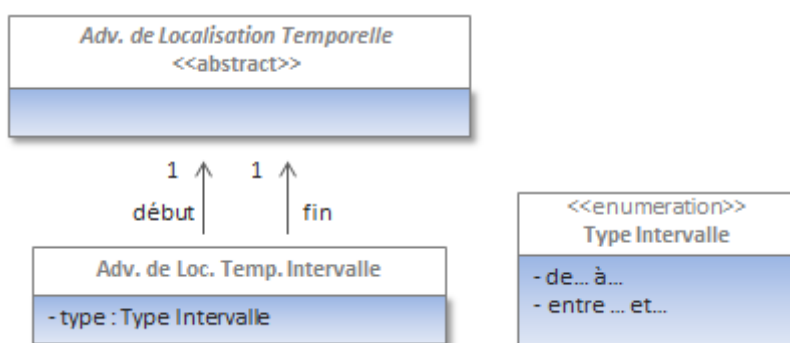 Adv. de Localisation Temporelle
<<abstract>>
1 1
début fin
Adv. de Loc. Temp. Intervalle
- type : Type Intervalle
<<enumeration>>
Type Intervalle
- de... à...
- entre ... et...